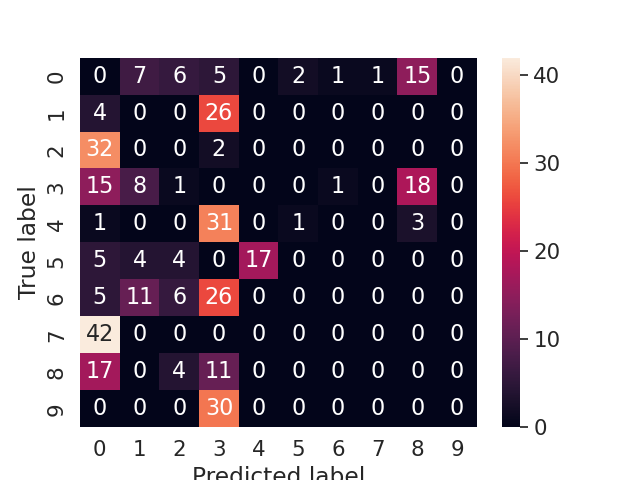 0 0 7 6 5 0 2 1 1 15 0
1 4 0 0 26 0 0 0 0 0 0
2 32 0 0 2 0 0 0 0 0 0
3 15 8 1 0 0 0 1 0 18 0
4 1 0 0 31 0 1 0 0 3 0
5 5 4 4 0 17 0 0 0 0 0
6 5 11 6 26 0 0 0 0 0 0
7 42 0 0 0 0 0 0 0 0 0
8 17 0 4 11 0 0 0 0 0 0
9 0 0 0 30 0 0 0 0 0 0
0 1 2 3 4 5 6 7 8 9
Predicted label
True label
40
30
20
10
0